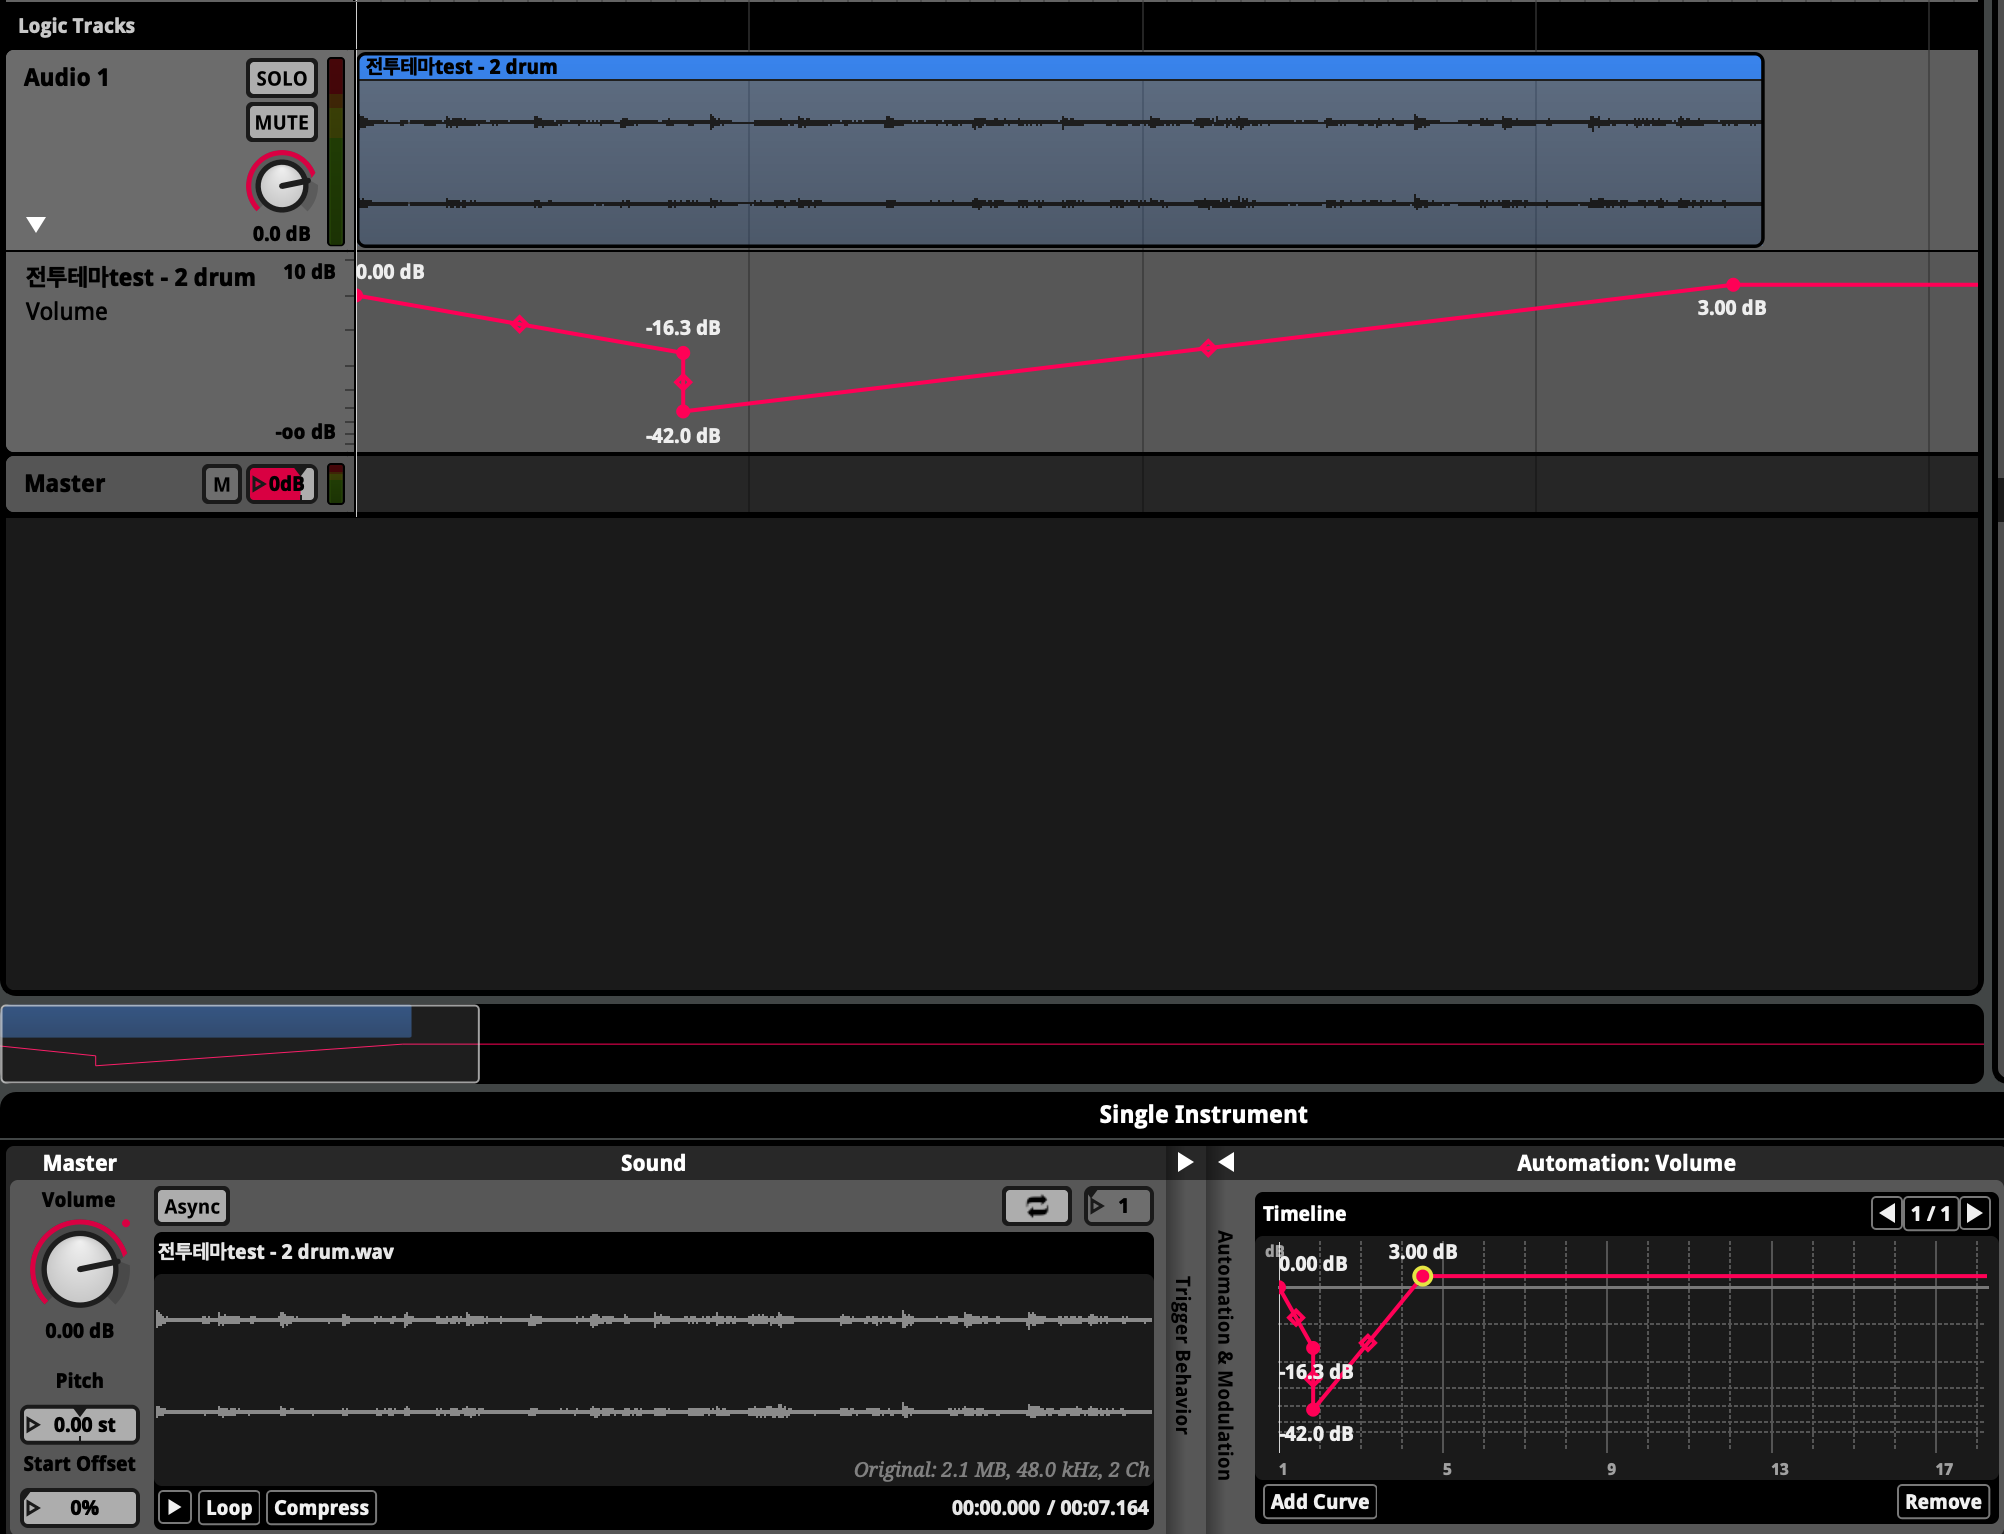 Logic Tracks
Audio 1
SOLO
MUTE
0.0 dB
전투테마test - 2 drum
전투테마test - 2 drum
Volume
10 dB
-oo dB
0.00 dB
-16.3 dB
-42.0 dB
3.00 dB
Master
M
0dB
Single Instrument
Master
Sound
Automation: Volume
Volume
0.00 dB
Pitch
0.00 st
Start Offset
0%
Async
1
전투테마test - 2 drum.wav
Original: 2.1 MB, 48.0 kHz, 2 Ch
Loop
Compress
00:00.000 / 00:07.164
Trigger Behavior
Automation & Modulation
Timeline
1 / 1
dB
0.00 dB
3.00 dB
-16.3 dB
-42.0 dB
1 5 9 13 17
Add Curve
Remove